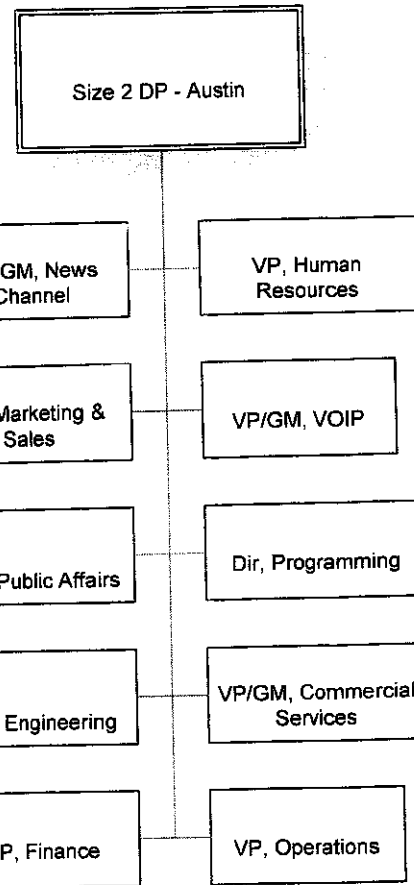 Size 2 DP - Austin
GM, News
Channel
VP, Human
Resources
Marketing &
Sales
VP/GM, VOIP
Public Affairs
Dir, Programming
Engineering
VP/GM, Commercial
Services
P, Finance
VP, Operations